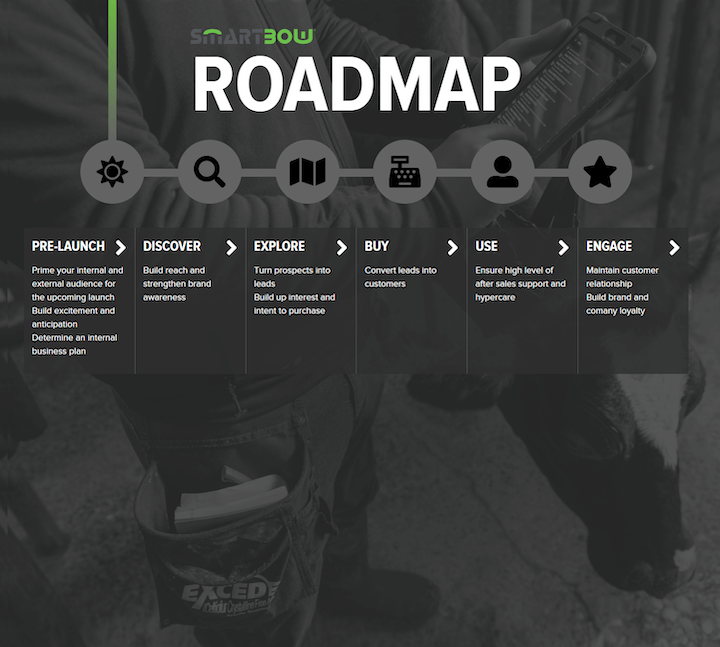 SMARTBOW
ROADMAP
PRE-LAUNCH
Prime your internal and
external audience for
the upcoming launch
Build excitement and
anticipation
Determine an internal
business plan
DISCOVER
Build reach and
strengthen brand
awareness
EXPLORE
Turn prospects into
leads
Build up interest and
intent to purchase
BUY
Convert leads into
customers
USE
Ensure high level of
after sales support and
hypercare
ENGAGE
Maintain customer
relationship
Build brand and
comany loyalty
EXCEDE